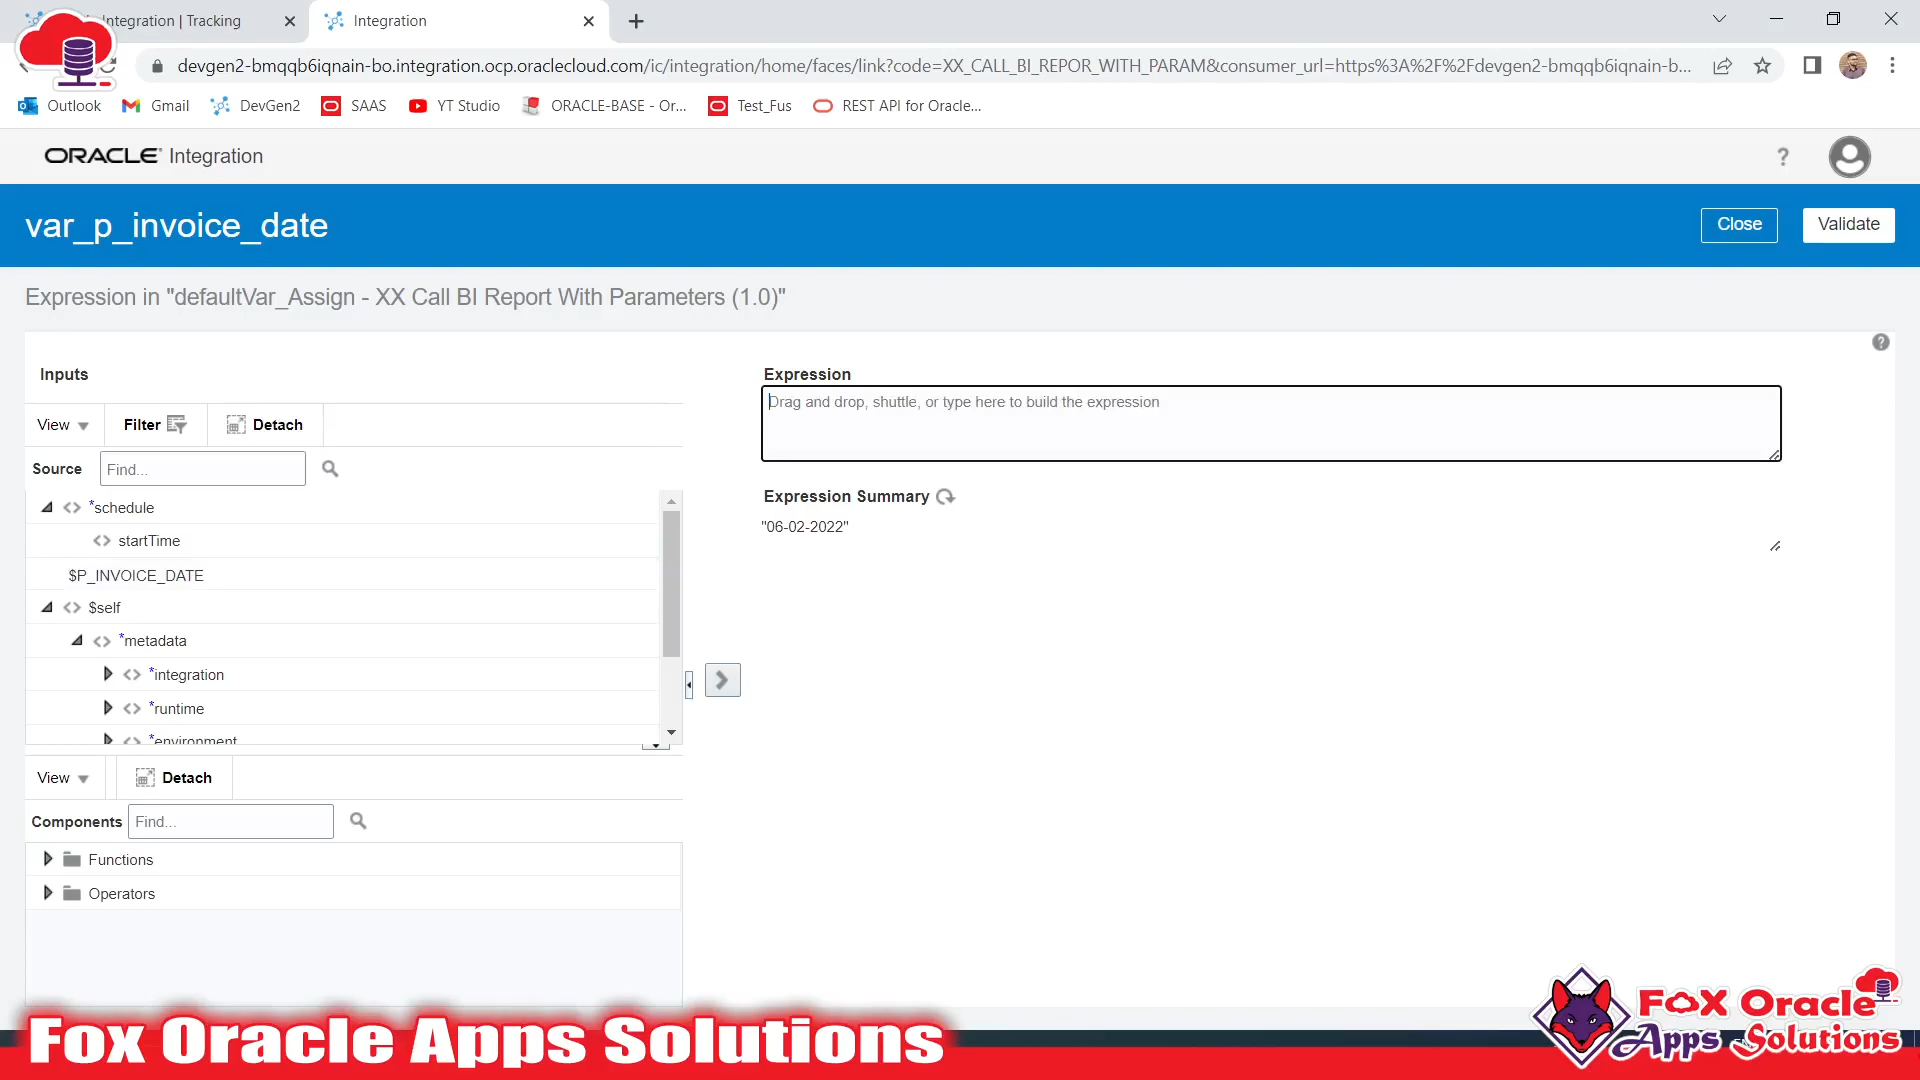 Integration | Tracking
Integration
devgen2-bmqqb6iqnain-bo.integration.ocp.oraclecloud.com/ic/integration/home/faces/link?code=XX_CALL_BI_REPOR_WITH_PARAM&consumer_url=https%3A%2F%2Fdevgen2-bmqqb6iqnain-b...
Outlook
Gmail
DevGen2
SAAS
YT Studio
ORACLE-BASE - Or...
Test_Fus
REST API for Oracle...
ORACLE Integration
?
var_p_invoice_date
Close
Validate
Expression in "defaultVar_Assign - XX Call BI Report With Parameters (1.0)"
?
Inputs
View
Filter
Detach
Source
Find...
*schedule
startTime
$P_INVOICE_DATE
$self
*metadata
*integration
*runtime
*environment
Expression
Drag and drop, shuttle, or type here to build the expression
Expression Summary
"06-02-2022"
View
Detach
Components
Find...
Functions
Operators
Fox Oracle Apps Solutions
Fox Oracle
Apps Solutions